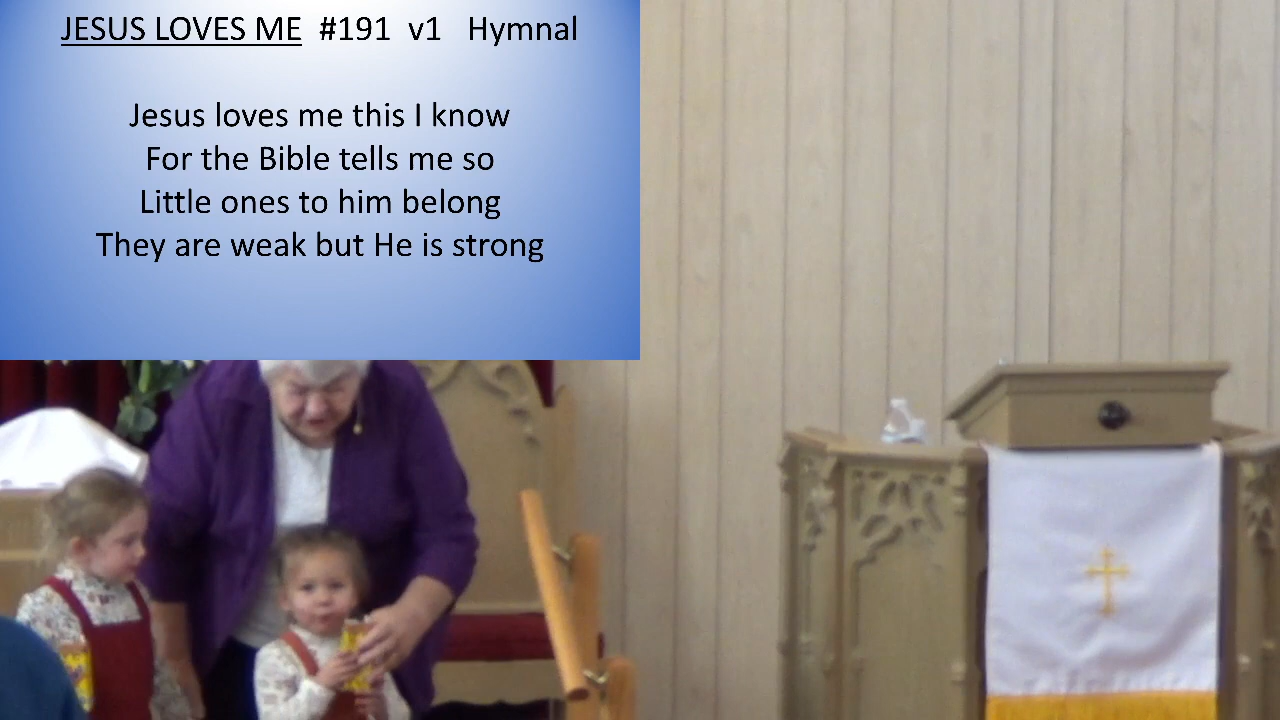 JESUS LOVES ME #191 v1 Hymnal
Jesus loves me this I know
For the Bible tells me so
Little ones to him belong
They are weak but He is strong